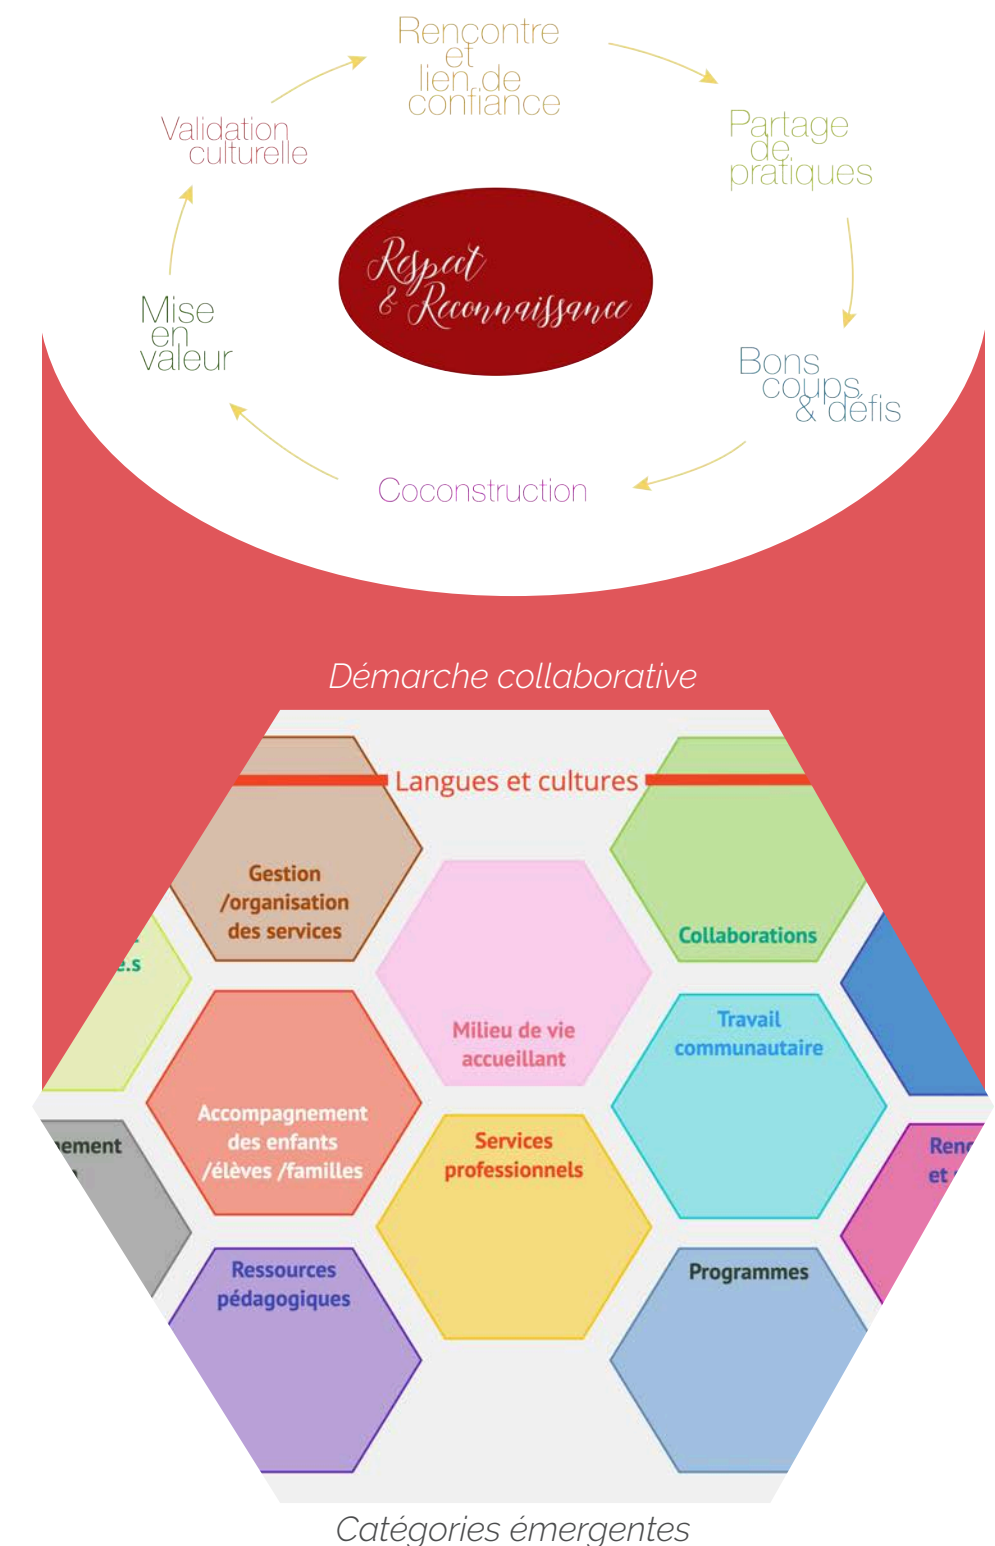 Rencontre
et
lien de
confiance
Partage
de
pratiques
Bons
coups
& défis
Coconstruction
Mise
en
valeur
Validation
culturelle
Respect
& Reconnaissance
Démarche collaborative
Langues et cultures
Gestion
/organisation
des services
Collaborations
Milieu de vie
accueillant
Travail
communautaire
Accompagnement
des enfants
/élèves /familles
Services
professionnels
et
Ressources
pédagogiques
Programmes
Catégories émergentes